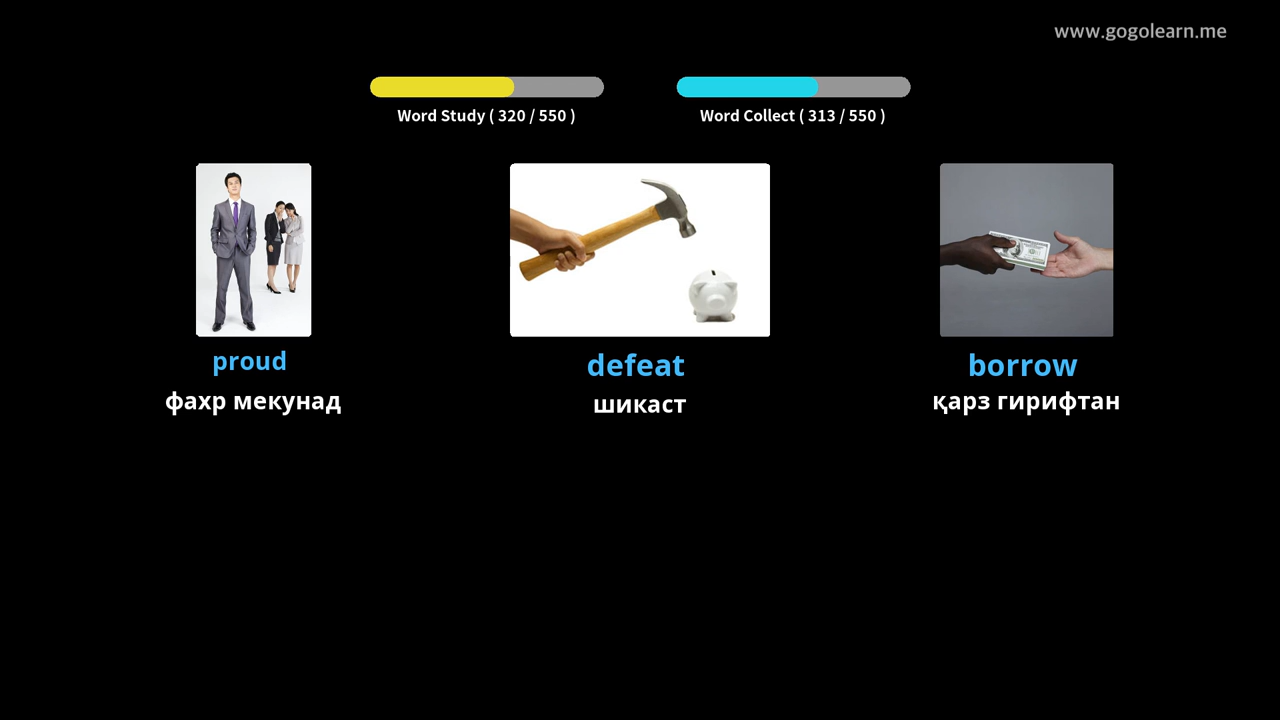 www.gogolearn.me
Word Study ( 320 / 550 )
Word Collect ( 313 / 550 )
proud
defeat
borrow
фахр мекунад
шикаст
қарз гирифтан